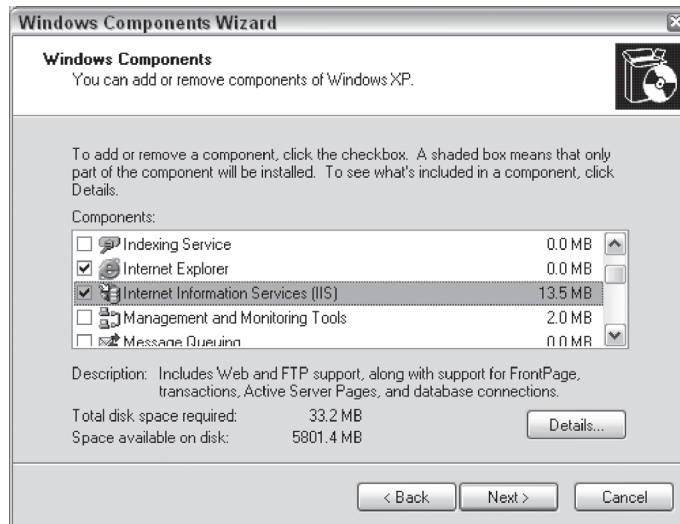 Windows Components Wizard
Windows Components
You can add or remove components of Windows XP.
To add or remove a component, click the checkbox. A shaded box means that only
part of the component will be installed. To see what's included in a component, click
Details.
Components:
Indexing Service 0.0 MB
Internet Explorer 0.0 MB
Internet Information Services (IIS) 13.5 MB
Management and Monitoring Tools 2.0 MB
Message Queuing 0.0 MB
Description: Includes Web and FTP support, along with support for FrontPage,
transactions, Active Server Pages, and database connections.
Total disk space required: 33.2 MB
Space available on disk: 5801.4 MB
Details...
< Back Next > Cancel